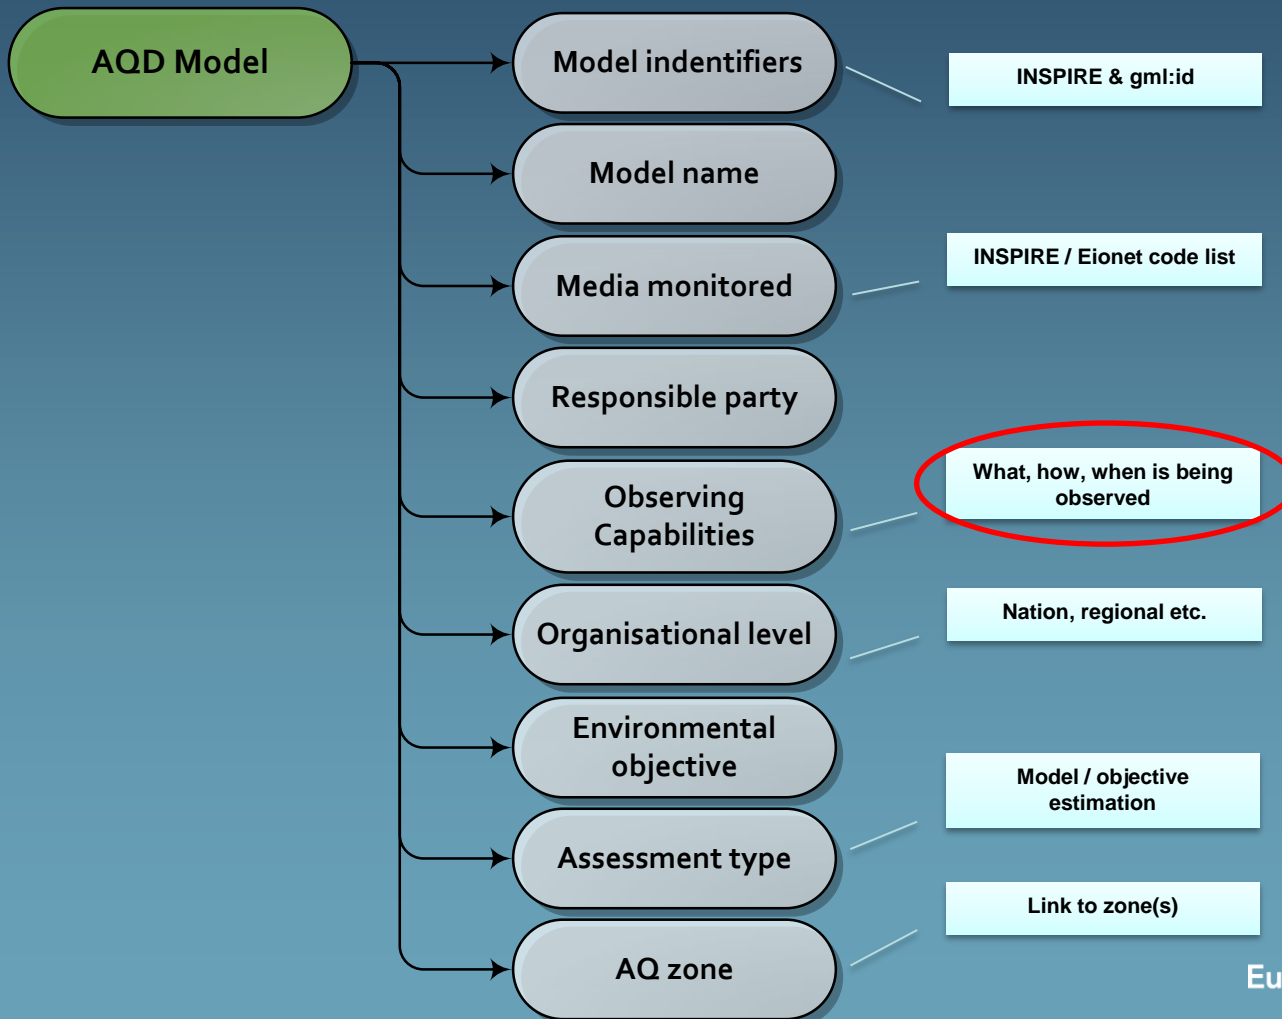 AQD Model
Model indentifiers
INSPIRE & gml:id
Model name
Media monitored
INSPIRE / Eionet code list
Responsible party
Observing
Capabilities
What, how, when is being
observed
Organisational level
Nation, regional etc.
Environmental
objective
Assessment type
Model / objective
estimation
AQ zone
Link to zone(s)
Eu